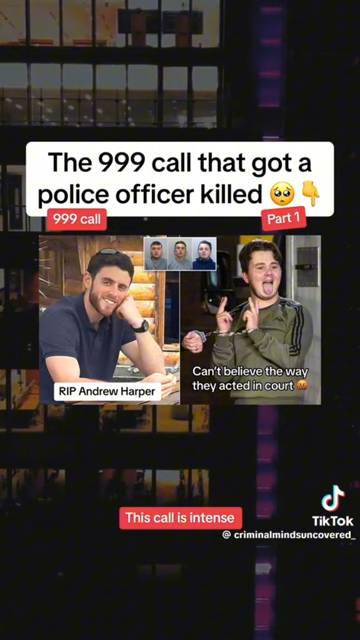 The 999 call that got a
police officer killed 🥺👇
999 call
Part 1
Can't believe the way
they acted in court 🤬
RIP Andrew Harper
This call is intense
TikTok
@ criminalmindsuncovered_